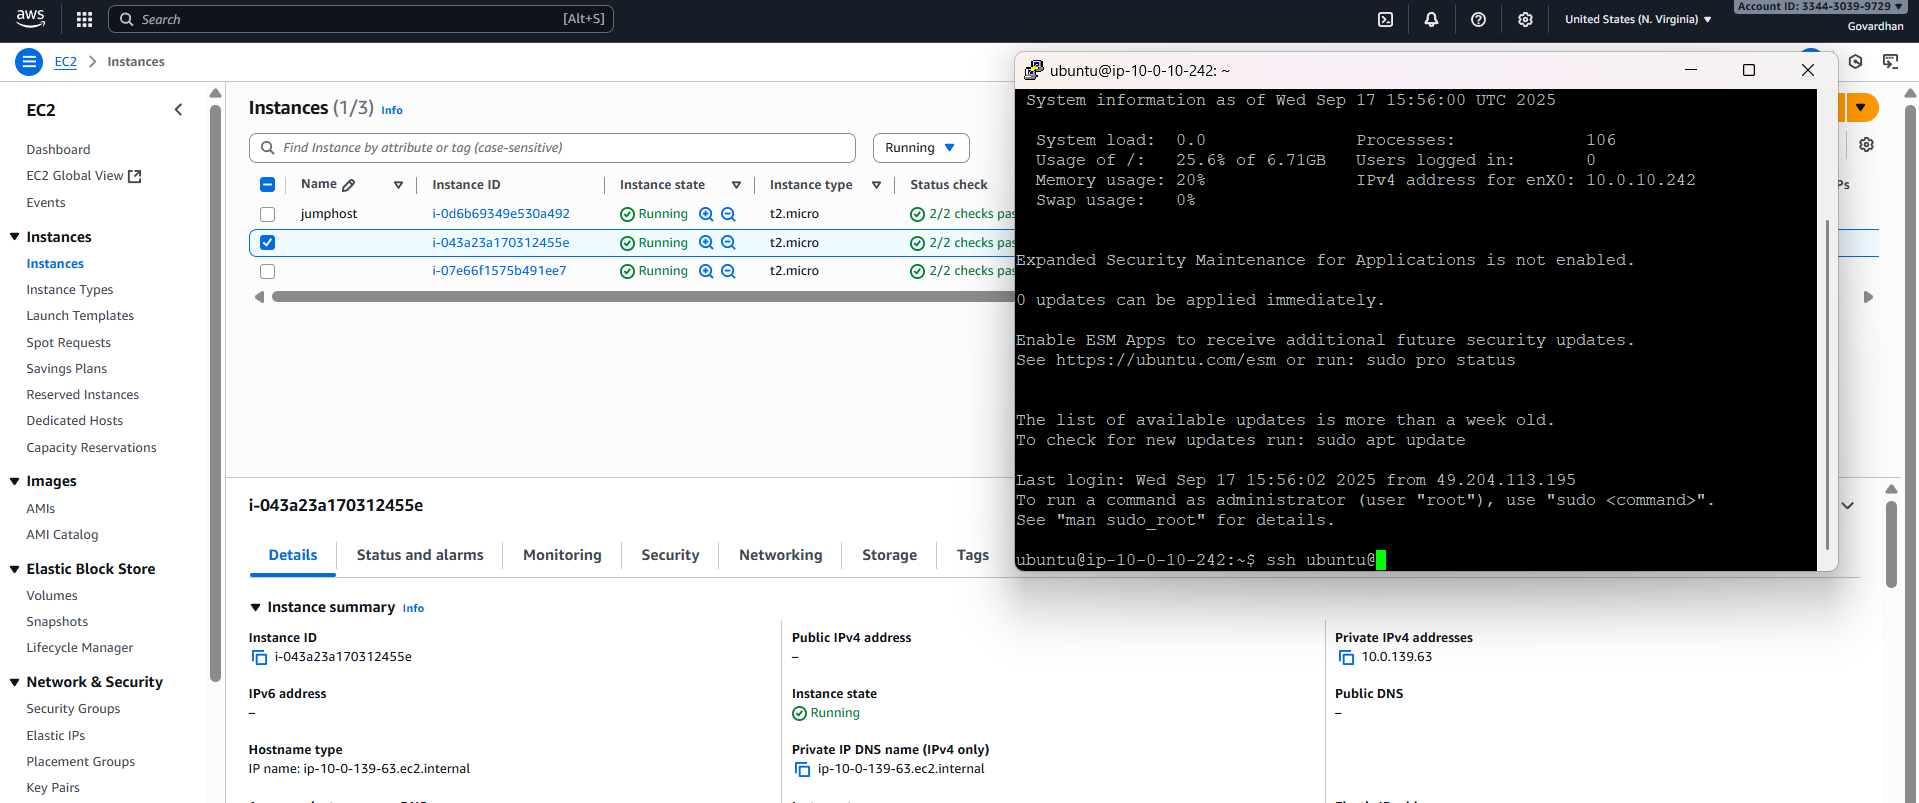 aws
Search [Alt+S]
United States (N. Virginia)
Account ID: 3344-3039-9729
Govardhan
EC2 > Instances
EC2
Dashboard
EC2 Global View
Events
Instances
Instances
Instance Types
Launch Templates
Spot Requests
Savings Plans
Reserved Instances
Dedicated Hosts
Capacity Reservations
Images
AMIs
AMI Catalog
Elastic Block Store
Volumes
Snapshots
Lifecycle Manager
Network & Security
Security Groups
Elastic IPs
Placement Groups
Key Pairs
Instances (1/3) Info
Find Instance by attribute or tag (case-sensitive)
Running
Name Instance ID Instance state Instance type Status check
jumphost i-0d6b69349e530a492 Running t2.micro 2/2 checks pas
i-043a23a170312455e Running t2.micro 2/2 checks pas
i-07e66f1575b491ee7 Running t2.micro 2/2 checks pas
Ps
ubuntu@ip-10-0-10-242: ~
System information as of Wed Sep 17 15:56:00 UTC 2025
System load: 0.0 Processes: 106
Usage of /: 25.6% of 6.71GB Users logged in: 0
Memory usage: 20% IPv4 address for enX0: 10.0.10.242
Swap usage: 0%
Expanded Security Maintenance for Applications is not enabled.
0 updates can be applied immediately.
Enable ESM Apps to receive additional future security updates.
See https://ubuntu.com/esm or run: sudo pro status
The list of available updates is more than a week old.
To check for new updates run: sudo apt update
Last login: Wed Sep 17 15:56:02 2025 from 49.204.113.195
To run a command as administrator (user "root"), use "sudo <command>".
See "man sudo_root" for details.
ubuntu@ip-10-0-10-242:~$ ssh ubuntu@
i-043a23a170312455e
Details Status and alarms Monitoring Security Networking Storage Tags
Instance summary Info
Instance ID
i-043a23a170312455e
Public IPv4 address
–
Private IPv4 addresses
10.0.139.63
IPv6 address
–
Instance state
Running
Public DNS
–
Hostname type
IP name: ip-10-0-139-63.ec2.internal
Private IP DNS name (IPv4 only)
ip-10-0-139-63.ec2.internal